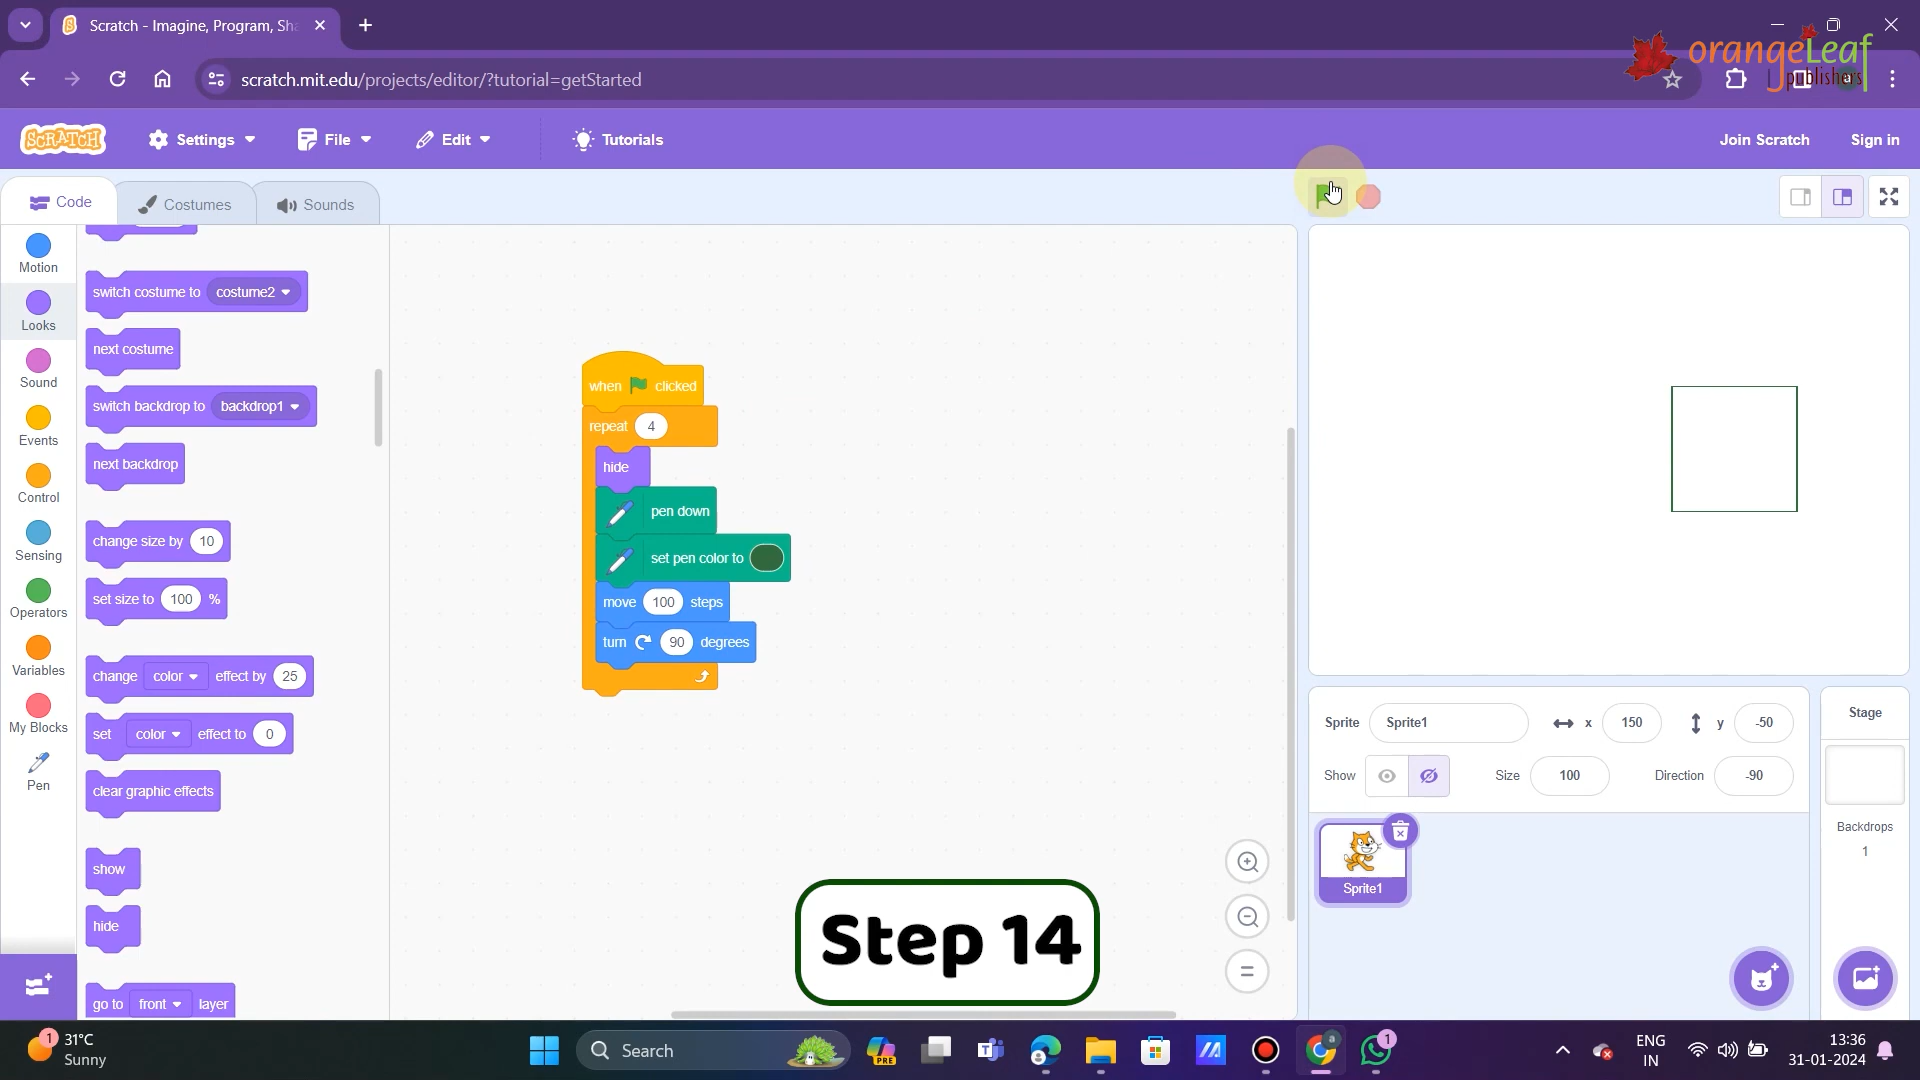 Scratch - Imagine, Program, Sha
orangeLeaf
publishers
scratch.mit.edu/projects/editor/?tutorial=getStarted
SCRATCH
Settings
File
Edit
Tutorials
Join Scratch
Sign in
Code
Costumes
Sounds
Motion
Looks
Sound
Events
Control
Sensing
Operators
Variables
My Blocks
Pen
switch costume to costume2
next costume
switch backdrop to backdrop1
next backdrop
change size by 10
set size to 100 %
change color effect by 25
set color effect to 0
clear graphic effects
show
hide
go to front layer
when clicked
repeat 4
hide
pen down
set pen color to
move 100 steps
turn 90 degrees
Step 14
Sprite Sprite1 x 150 y -50
Show Size 100 Direction -90
Sprite1
Stage
Backdrops
1
1
31°C
Sunny
Search
PRE
a
1
ENG
IN
13:36
31-01-2024